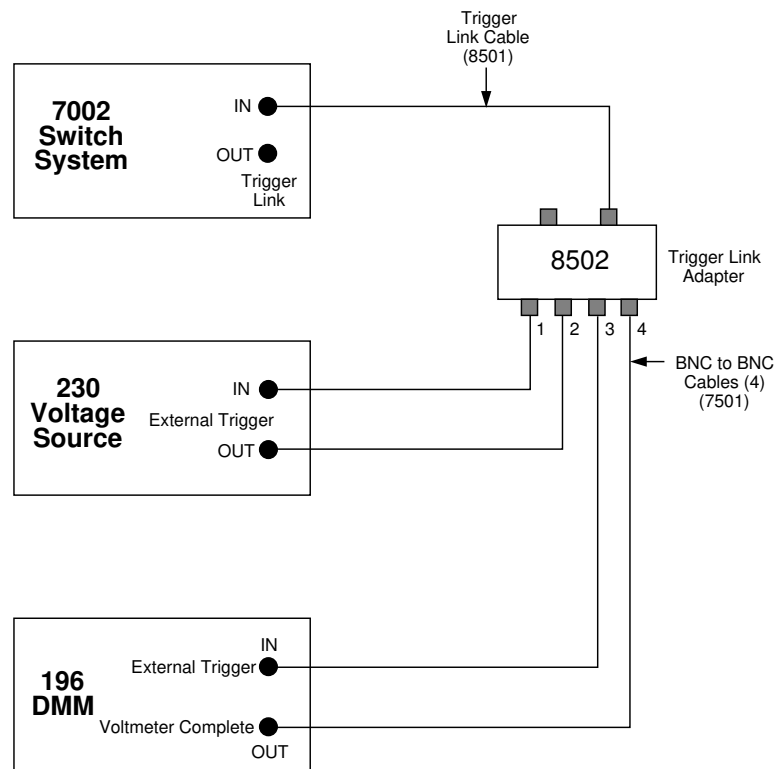 Trigger
Link Cable
(8501)
7002
Switch
System
IN
OUT
Trigger
Link
8502
Trigger Link
Adapter
1 2 3 4
BNC to BNC
Cables (4)
(7501)
230
Voltage
Source
IN
External Trigger
OUT
196
DMM
IN
External Trigger
Voltmeter Complete
OUT